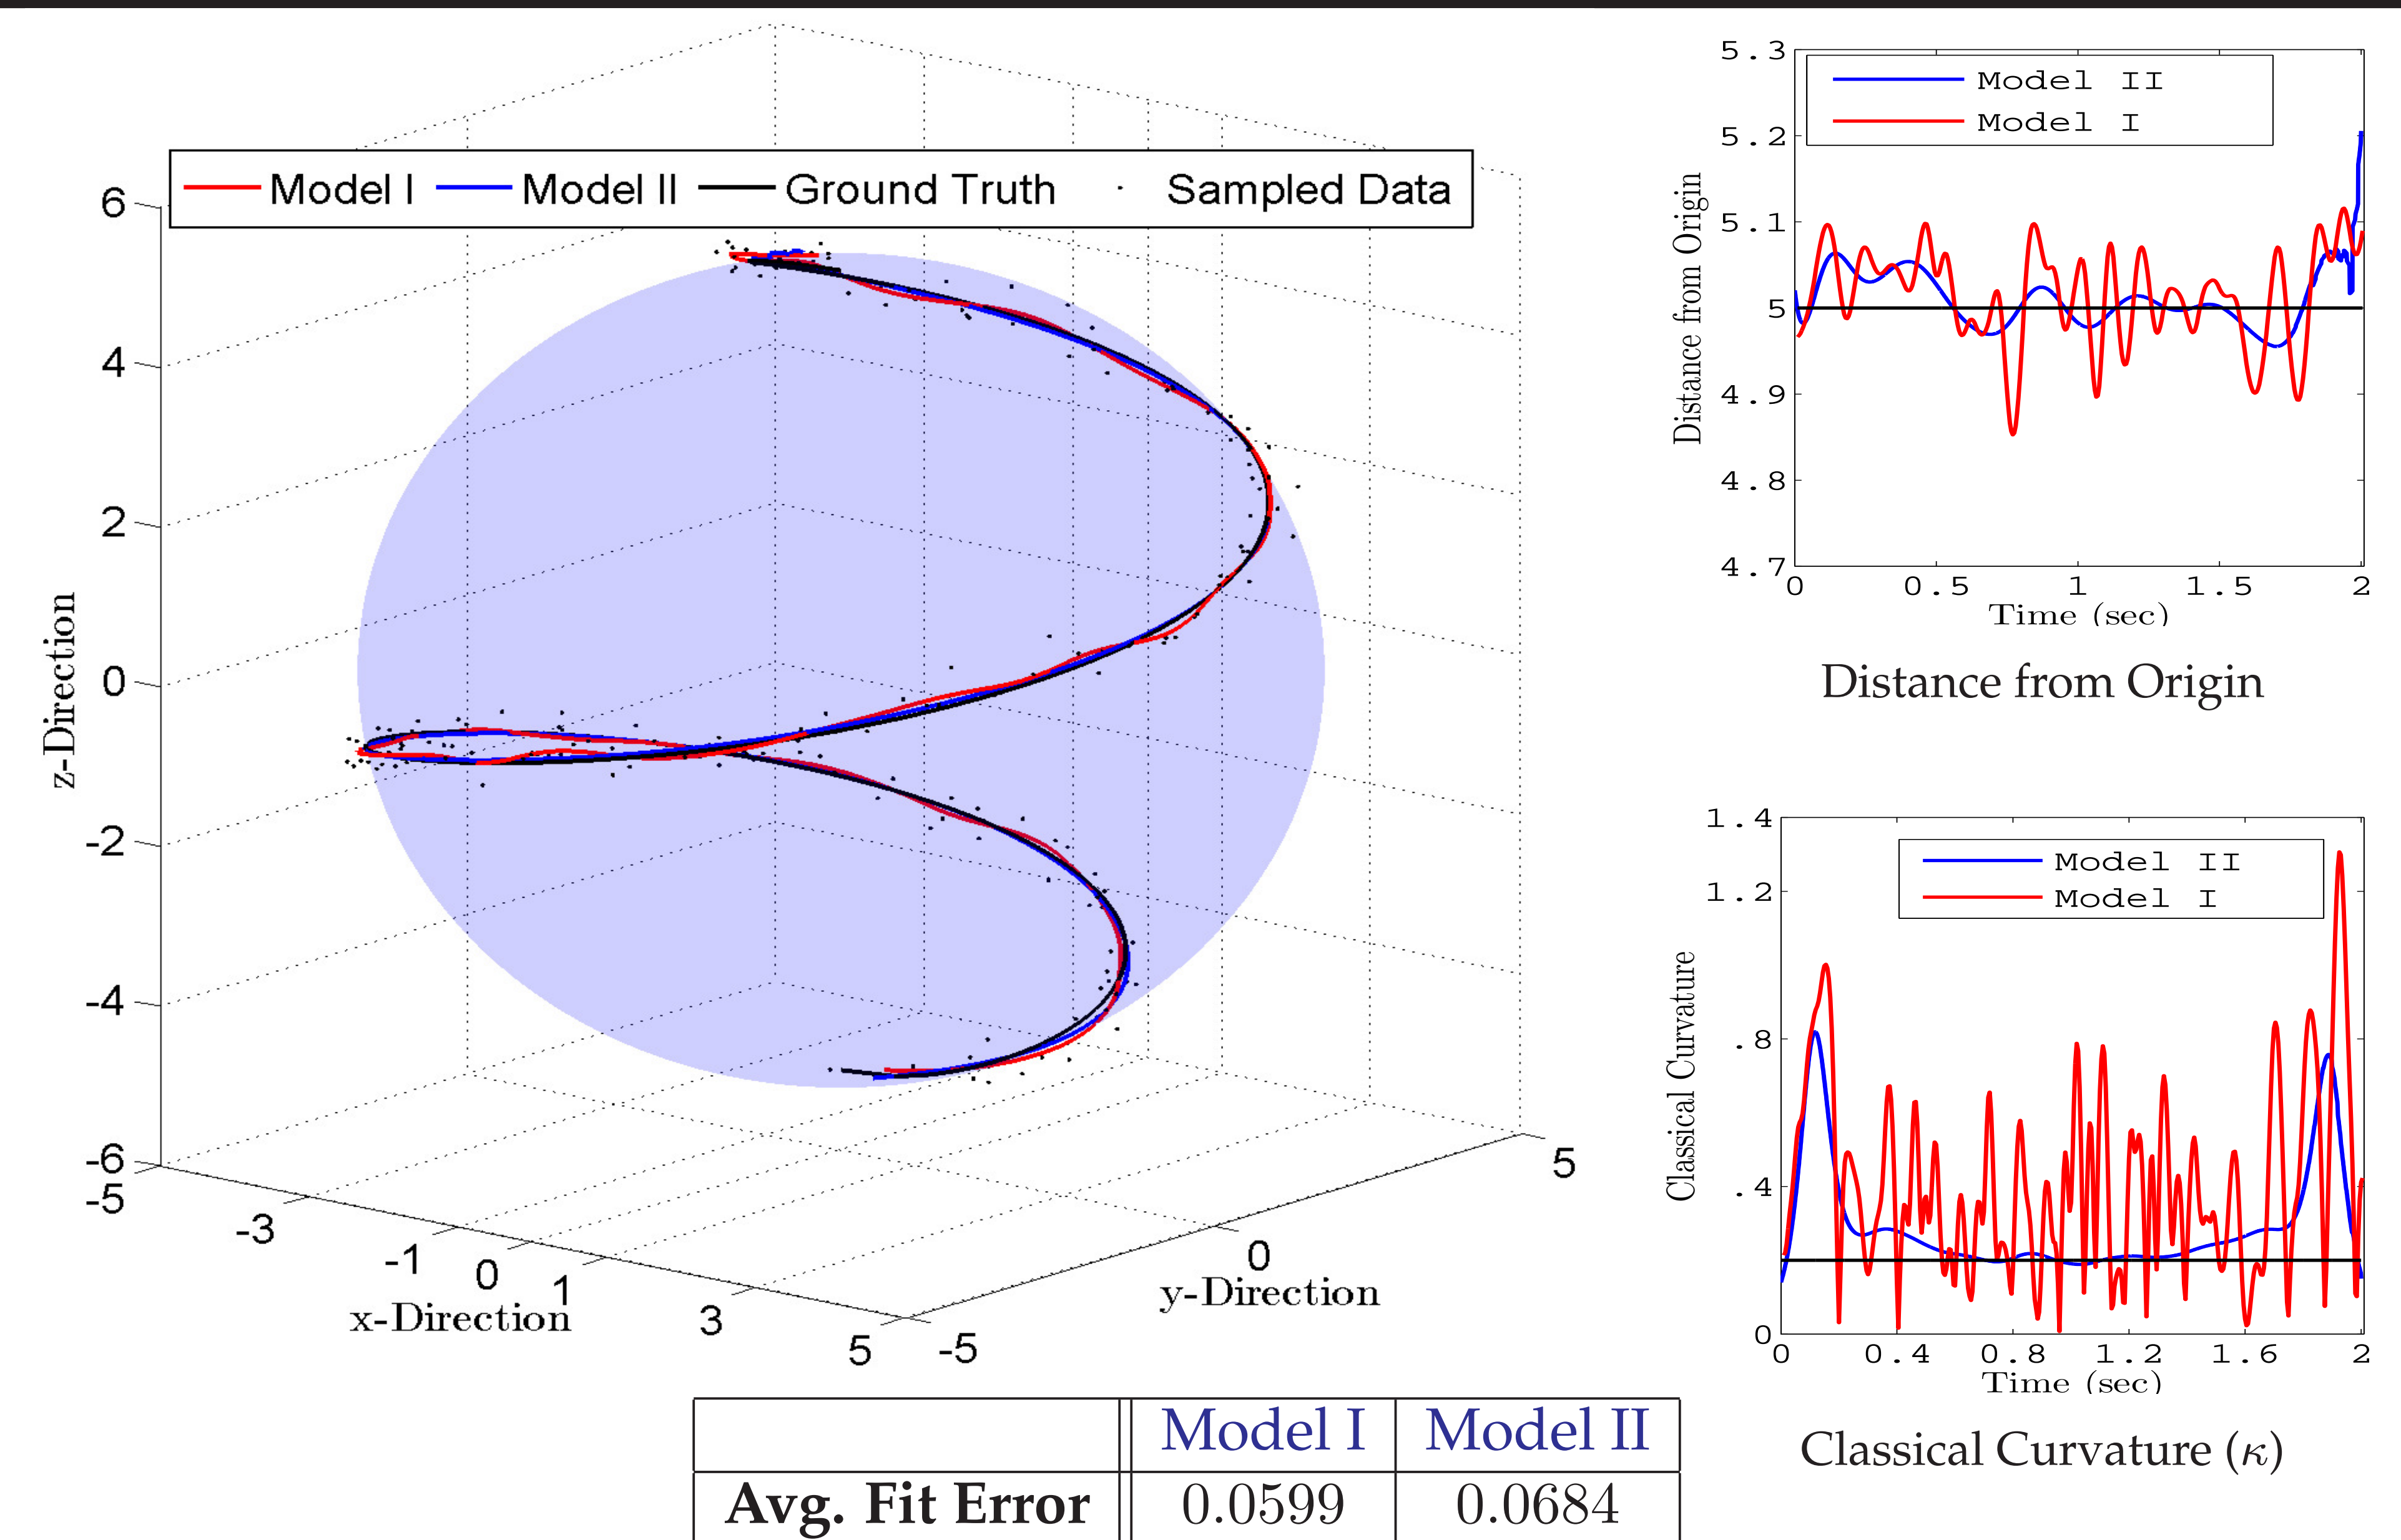 Model I Model II Ground Truth Sampled Data
6
4
2
0
-2
-4
-6
z-Direction
-5
-3
-1
0
1
3
5
x-Direction
-5
0
5
y-Direction
5.3
5.2
5.1
5
4.9
4.8
4.7
Distance from Origin
Model II
Model I
0 0.5 1 1.5 2
Time (sec)
Distance from Origin
1.4
1.2
.8
.4
0
Classical Curvature
Model II
Model I
0 0.4 0.8 1.2 1.6 2
Time (sec)
Classical Curvature (κ)
Model I Model II
Avg. Fit Error 0.0599 0.0684